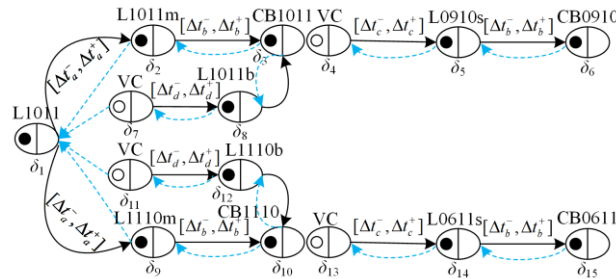 L1011m [Δt_b^-, Δt_b^+] CB1011 VC [Δt_c^-, Δt_c^+] L0910s [Δt_b^-, Δt_b^+] CB0910
δ2 δ3 δ4 δ5 δ6
[Δt_a^-, Δt_a^+]
VC [Δt_d^-, Δt_d^+] L1011b
δ7 δ8
L1011
δ1
VC [Δt_d^-, Δt_d^+] L1110b
δ11 δ12
[Δt_a^-, Δt_a^+]
L1110m [Δt_b^-, Δt_b^+] CB1110 VC [Δt_c^-, Δt_c^+] L0611s [Δt_b^-, Δt_b^+] CB0611
δ9 δ10 δ13 δ14 δ15